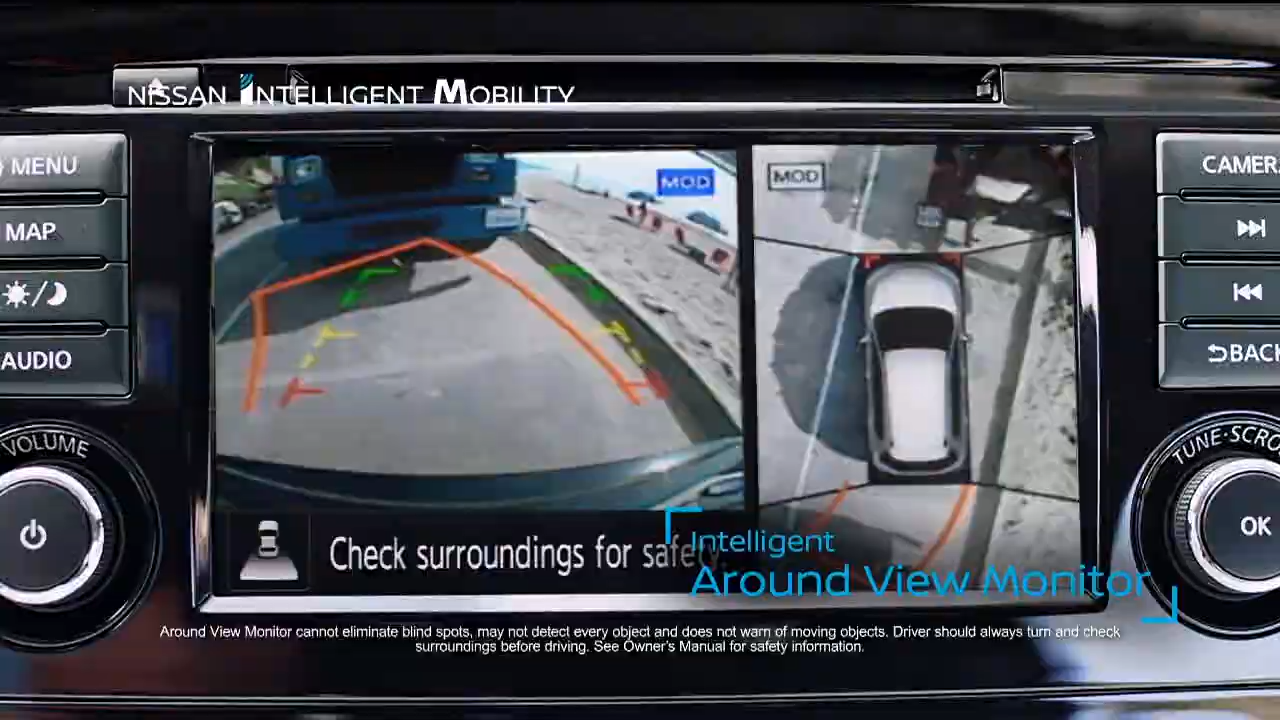 NISSAN INTELLIGENT MOBILITY
MENU
MAP
AUDIO
VOLUME
MOD
MOD
CAMERA
BACK
TUNE·SCRO
OK
Check surroundings for safety.
Intelligent
Around View Monitor
Around View Monitor cannot eliminate blind spots, may not detect every object and does not warn of moving objects. Driver should always turn and check
surroundings before driving. See Owner's Manual for safety information.